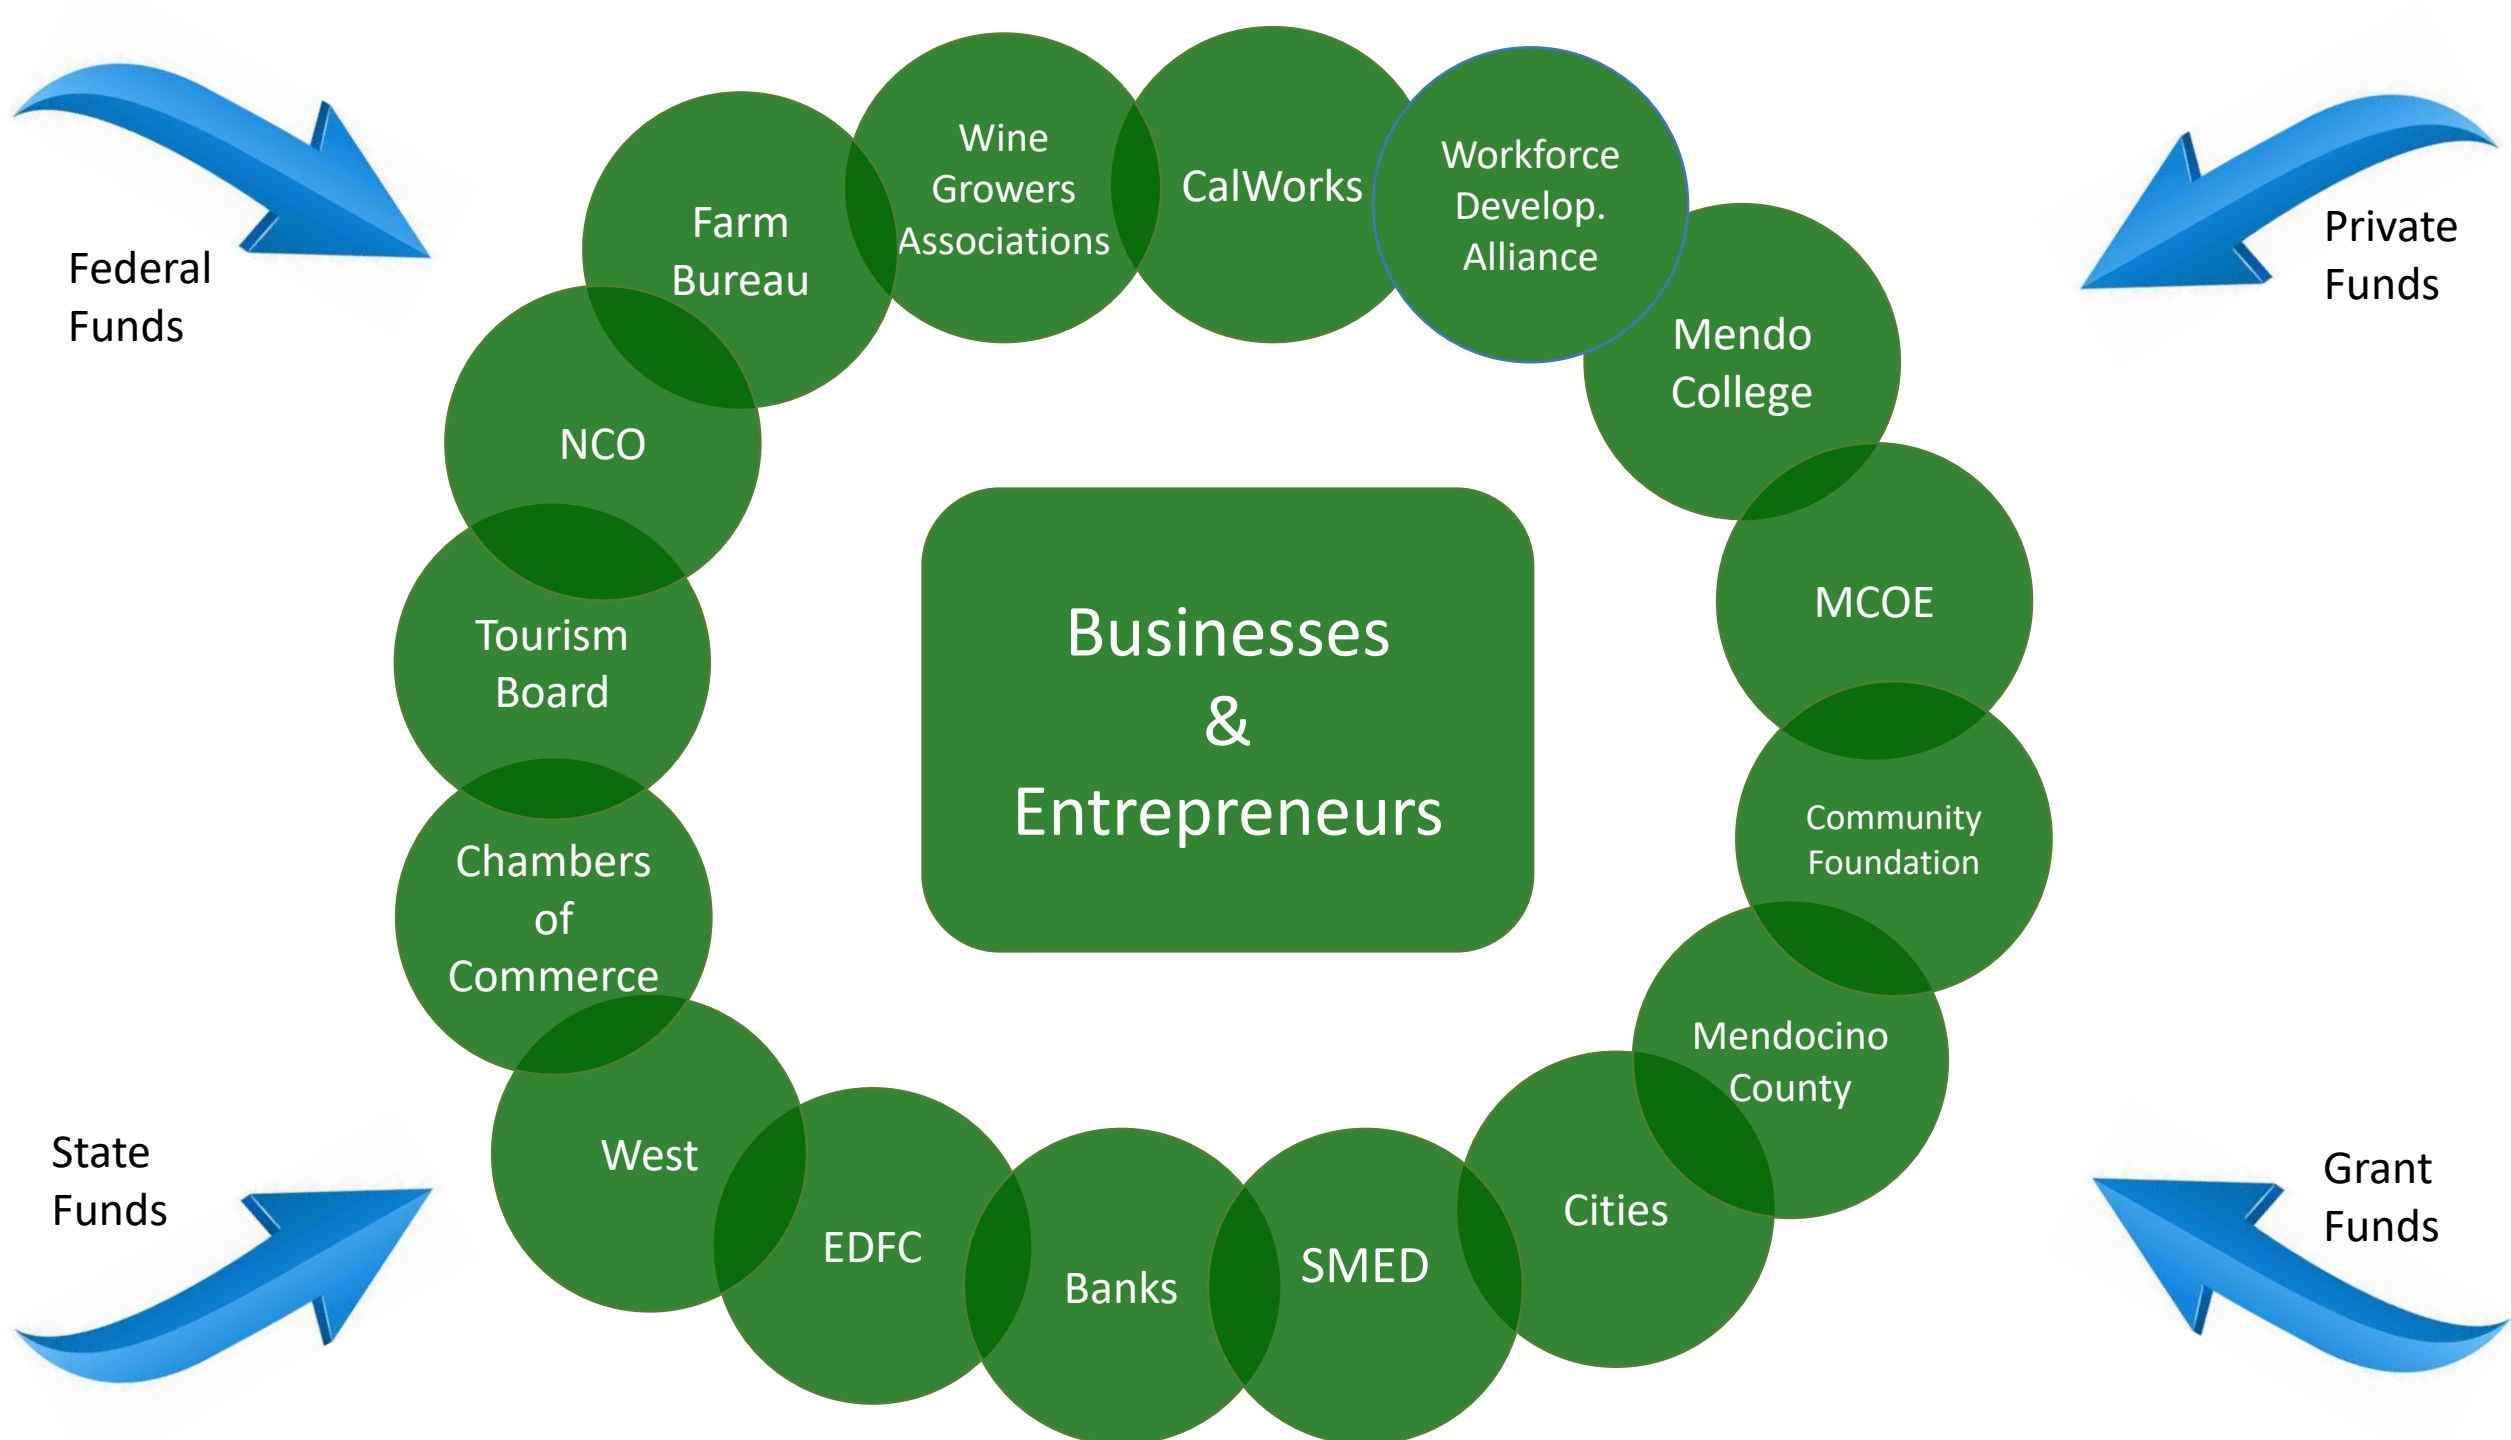 Wine
Growers
Associations
CalWorks
Workforce
Develop.
Alliance
Farm
Bureau
Private
Funds
Federal
Funds
Mendo
College
NCO
MCOE
Tourism
Board
Businesses
&
Entrepreneurs
Community
Foundation
Chambers
of
Commerce
Mendocino
County
State
Funds
West
Grant
Funds
Cities
EDFC
Banks
SMED